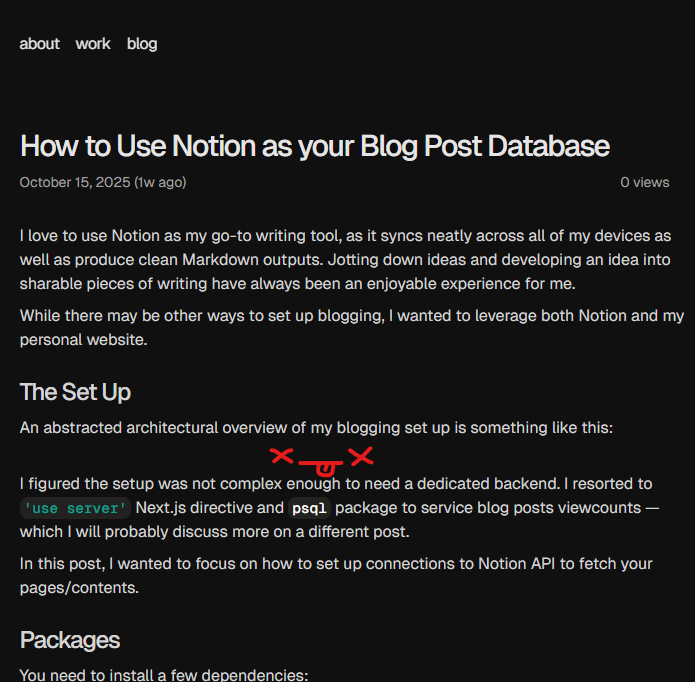 about work blog
How to Use Notion as your Blog Post Database
October 15, 2025 (1w ago) 0 views
I love to use Notion as my go-to writing tool, as it syncs neatly across all of my devices as
well as produce clean Markdown outputs. Jotting down ideas and developing an idea into
sharable pieces of writing have always been an enjoyable experience for me.
While there may be other ways to set up blogging, I wanted to leverage both Notion and my
personal website.
The Set Up
An abstracted architectural overview of my blogging set up is something like this:
I figured the setup was not complex enough to need a dedicated backend. I resorted to
'use server' Next.js directive and psql package to service blog posts viewcounts —
which I will probably discuss more on a different post.
In this post, I wanted to focus on how to set up connections to Notion API to fetch your
pages/contents.
Packages
You need to install a few dependencies: